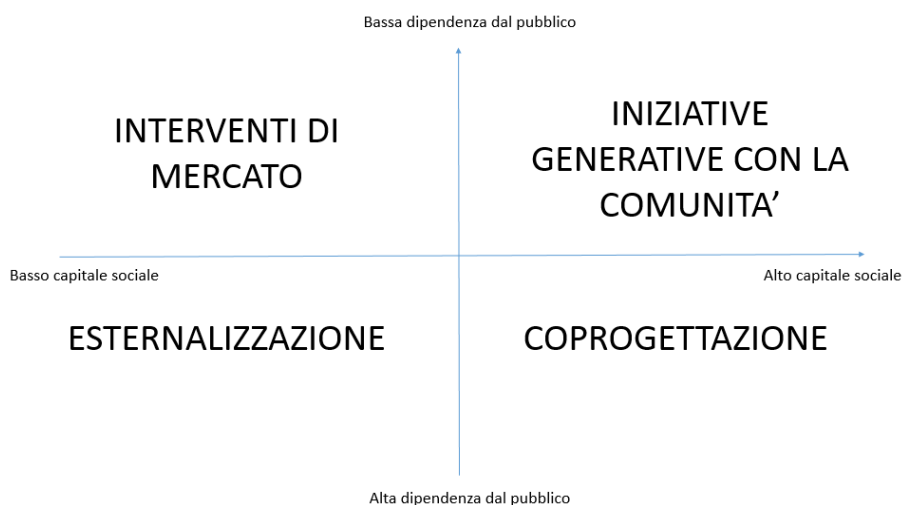 Bassa dipendenza dal pubblico
INTERVENTI DI
MERCATO
INIZIATIVE
GENERATIVE CON LA
COMUNITA’
Basso capitale sociale
Alto capitale sociale
ESTERNALIZZAZIONE
COPROGETTAZIONE
Alta dipendenza dal pubblico